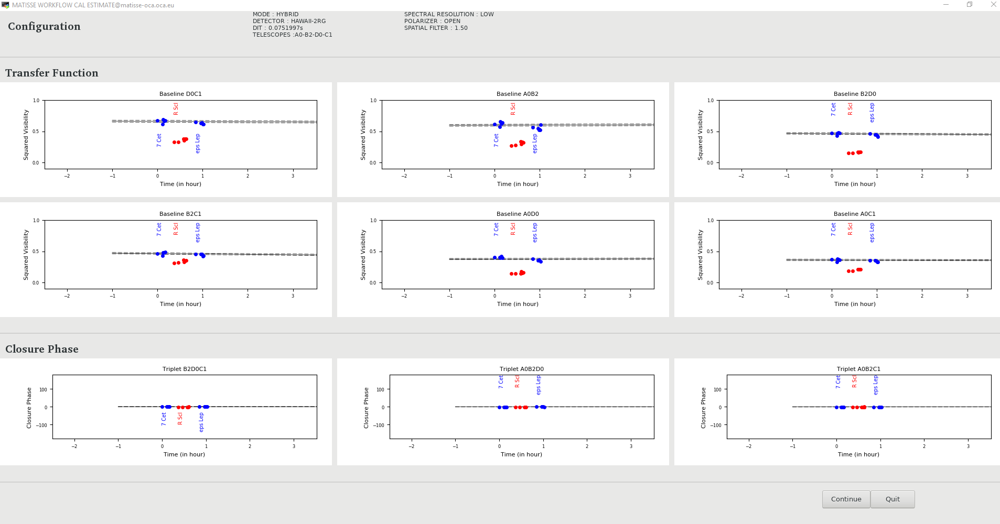 MATISSE WORKFLOW CAL ESTIMATE@matisse-oca.oca.eu
Configuration
MODE : HYBRID
DETECTOR : HAWAII-2RG
DIT : 0.0751997s
TELESCOPES :A0-B2-D0-C1
SPECTRAL RESOLUTION : LOW
POLARIZER : OPEN
SPATIAL FILTER : 1.50
Transfer Function
Baseline D0C1
Squared Visibility
1.0
0.5
0.0
7 Cet
R Scl
eps Lep
−2 −1 0 1 2 3
Time (in hour)
Baseline A0B2
Squared Visibility
1.0
0.5
0.0
7 Cet
R Scl
eps Lep
−2 −1 0 1 2 3
Time (in hour)
Baseline B2D0
Squared Visibility
1.0
0.5
0.0
7 Cet
R Scl
eps Lep
−2 −1 0 1 2 3
Time (in hour)
Baseline B2C1
Squared Visibility
1.0
0.5
0.0
7 Cet
R Scl
eps Lep
−2 −1 0 1 2 3
Time (in hour)
Baseline A0D0
Squared Visibility
1.0
0.5
0.0
7 Cet
R Scl
eps Lep
−2 −1 0 1 2 3
Time (in hour)
Baseline A0C1
Squared Visibility
1.0
0.5
0.0
7 Cet
R Scl
eps Lep
−2 −1 0 1 2 3
Time (in hour)
Closure Phase
Triplet B2D0C1
Closure Phase
100
0
−100
7 Cet
R Scl
eps Lep
−2 −1 0 1 2 3
Time (in hour)
Triplet A0B2D0
Closure Phase
100
0
−100
7 Cet
R Scl
eps Lep
−2 −1 0 1 2 3
Time (in hour)
Triplet A0B2C1
Closure Phase
100
0
−100
7 Cet
R Scl
eps Lep
−2 −1 0 1 2 3
Time (in hour)
Continue
Quit